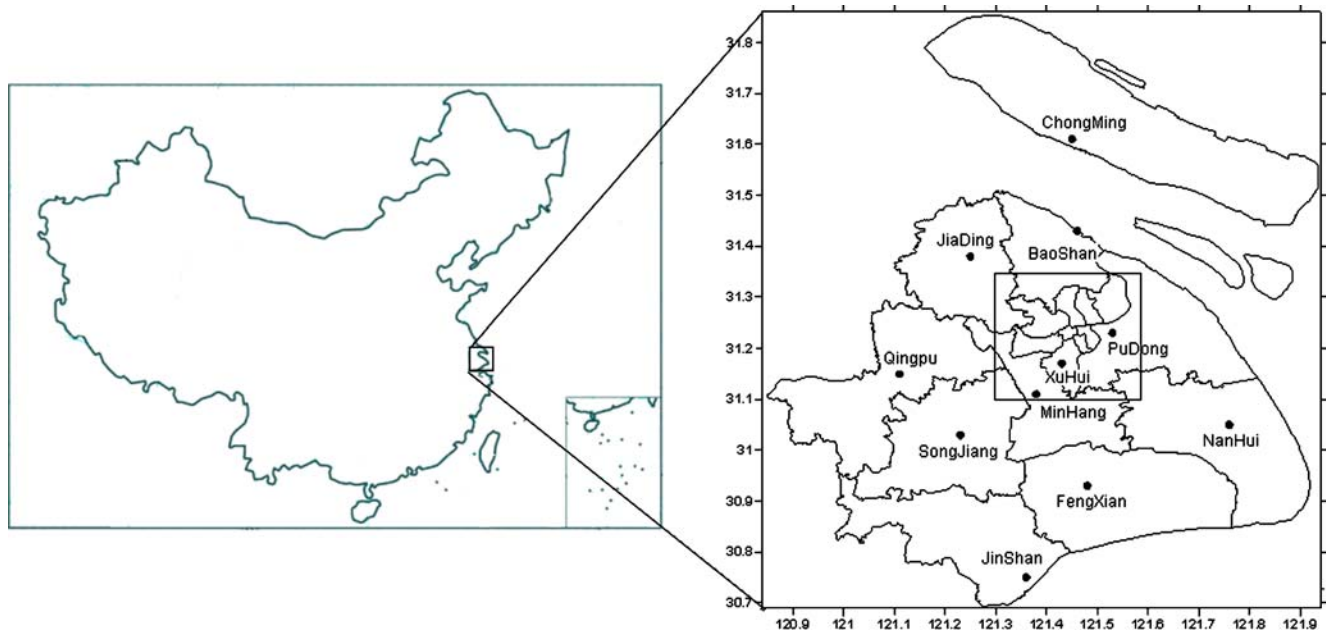 31.8
31.7
ChongMing
31.6
31.5
31.4
JiaDing
BaoShan
31.3
31.2
Qingpu
PuDong
XuHui
31.1
MinHang
31
SongJiang
NanHui
30.9
FengXian
30.8
JinShan
30.7
120.9 121 121.1 121.2 121.3 121.4 121.5 121.6 121.7 121.8 121.9